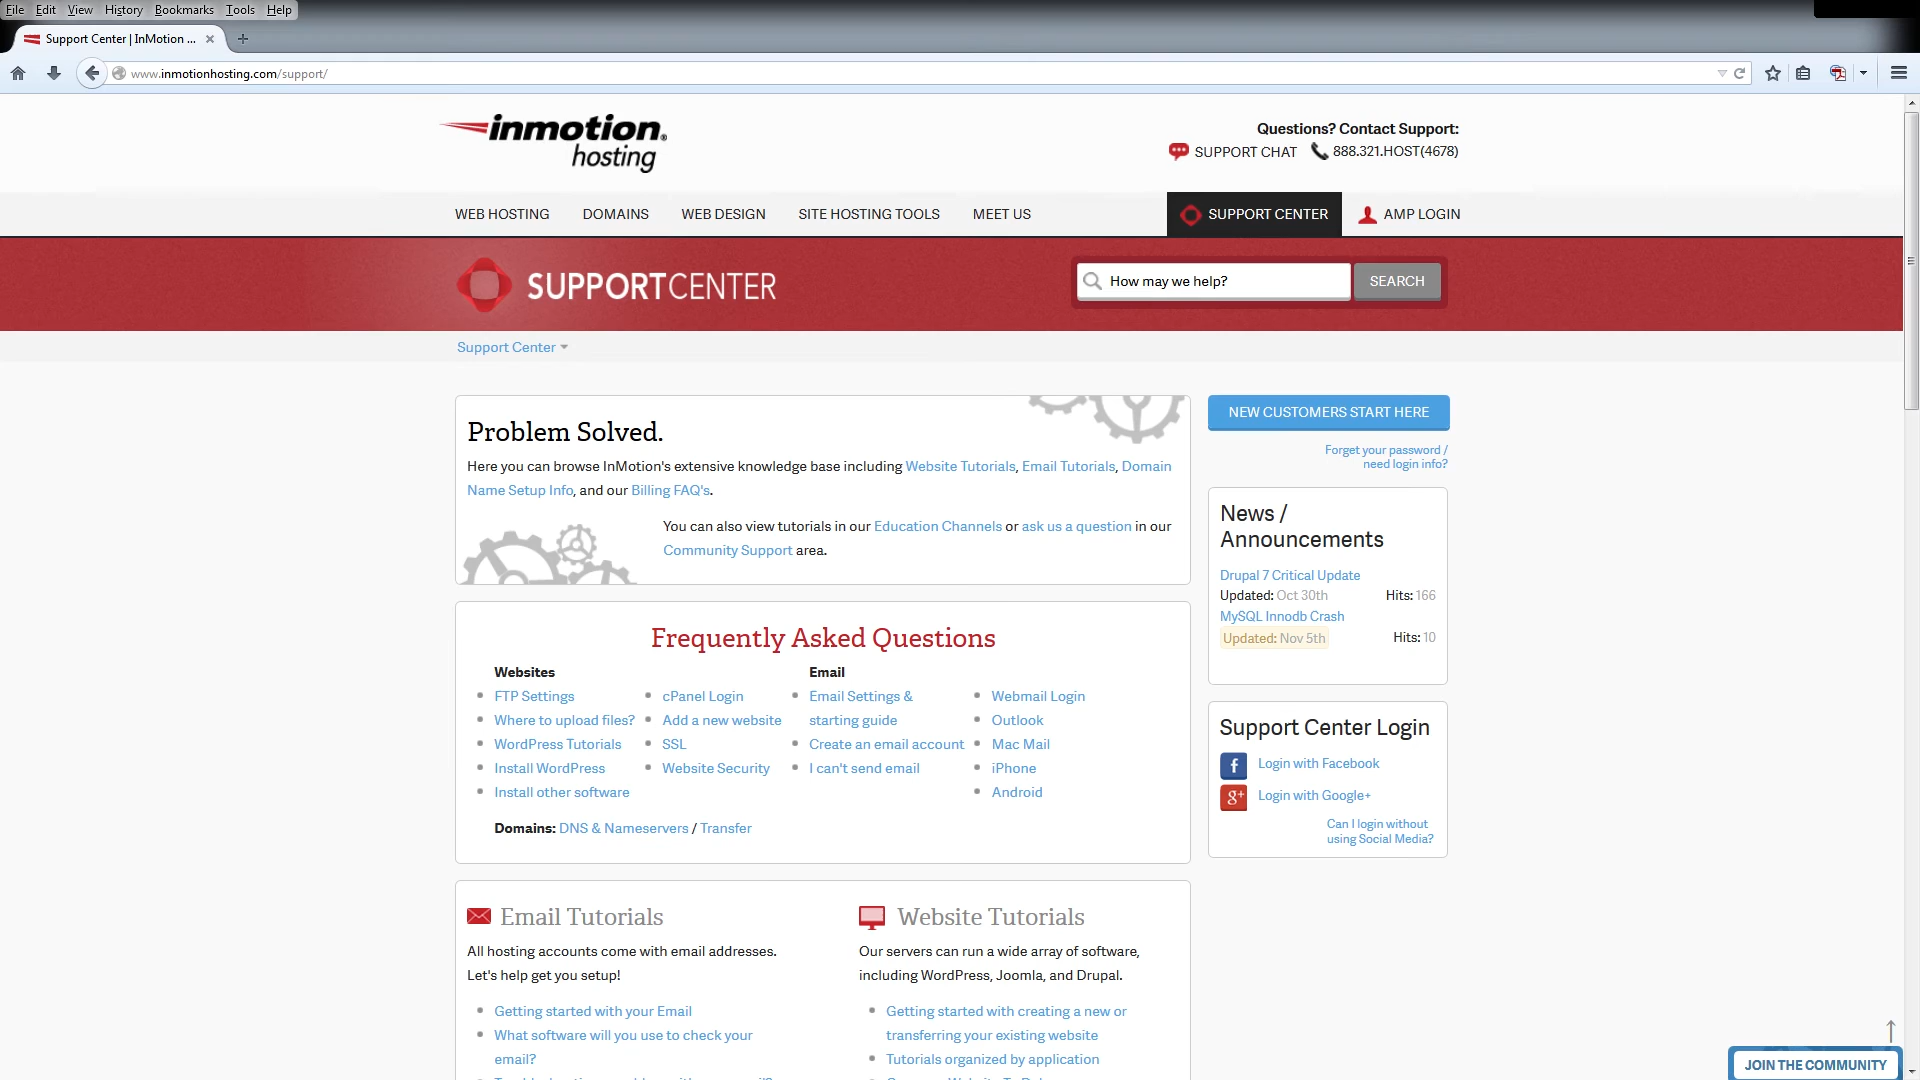 File Edit View History Bookmarks Tools Help
Support Center | InMotion ...
www.inmotionhosting.com/support/
inmotion®
hosting
Questions? Contact Support:
SUPPORT CHAT 888.321.HOST(4678)
WEB HOSTING DOMAINS WEB DESIGN SITE HOSTING TOOLS MEET US SUPPORT CENTER AMP LOGIN
SUPPORTCENTER
How may we help? SEARCH
Support Center
Problem Solved.
Here you can browse InMotion's extensive knowledge base including Website Tutorials, Email Tutorials, Domain
Name Setup Info, and our Billing FAQ's.
You can also view tutorials in our Education Channels or ask us a question in our
Community Support area.
NEW CUSTOMERS START HERE
Forget your password /
need login info?
News /
Announcements
Drupal 7 Critical Update
Updated: Oct 30th Hits: 166
MySQL Innodb Crash
Updated: Nov 5th Hits: 10
Frequently Asked Questions
Websites
FTP Settings
Where to upload files?
WordPress Tutorials
Install WordPress
Install other software
cPanel Login
Add a new website
SSL
Website Security
Email
Email Settings &
starting guide
Create an email account
I can't send email
Webmail Login
Outlook
Mac Mail
iPhone
Android
Domains: DNS & Nameservers / Transfer
Support Center Login
f Login with Facebook
g+ Login with Google+
Can I login without
using Social Media?
Email Tutorials
All hosting accounts come with email addresses.
Let's help get you setup!
Getting started with your Email
What software will you use to check your
email?
Website Tutorials
Our servers can run a wide array of software,
including WordPress, Joomla, and Drupal.
Getting started with creating a new or
transferring your existing website
Tutorials organized by application
JOIN THE COMMUNITY